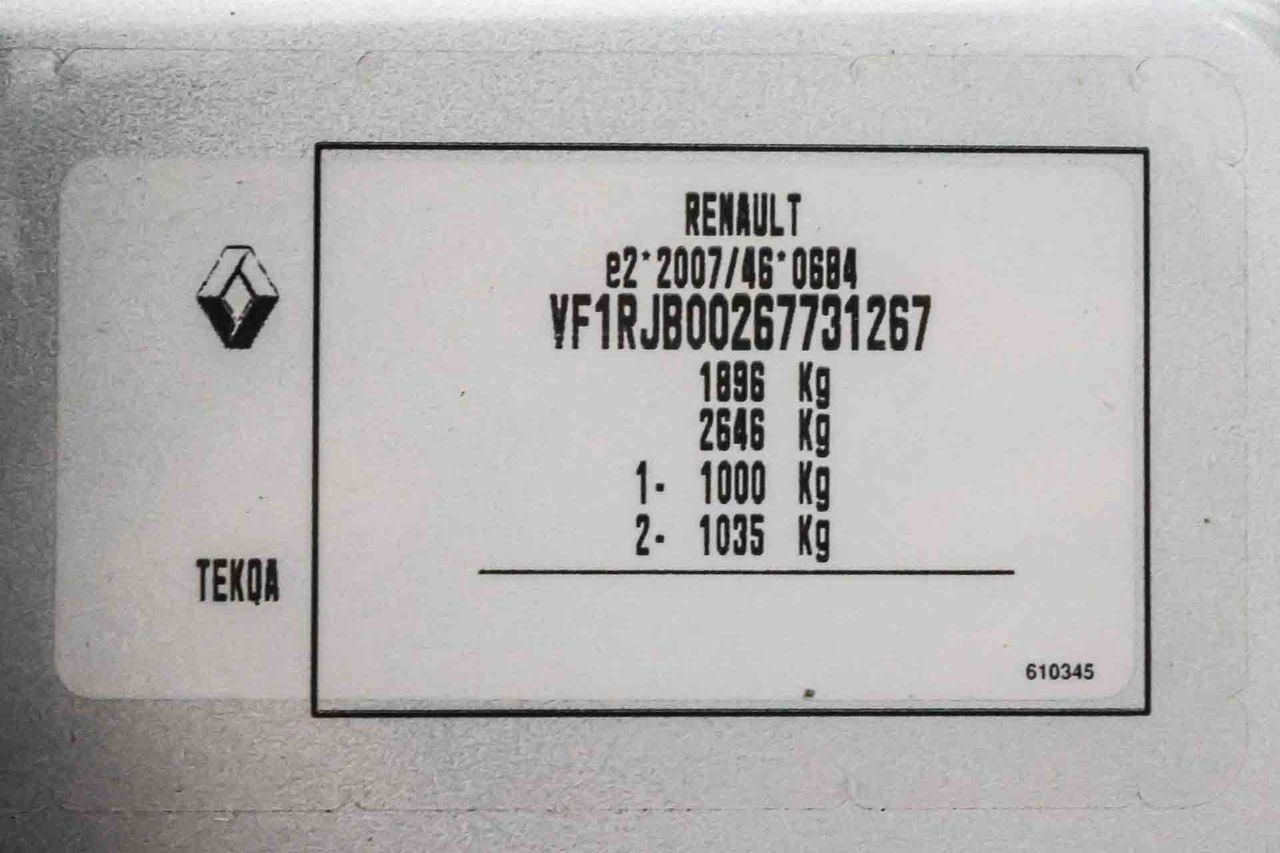 RENAULT
e2*2007/46*0684
VF1RJB00267731267
1896 Kg
2646 Kg
1- 1000 Kg
2- 1035 Kg
TEKQA
610345